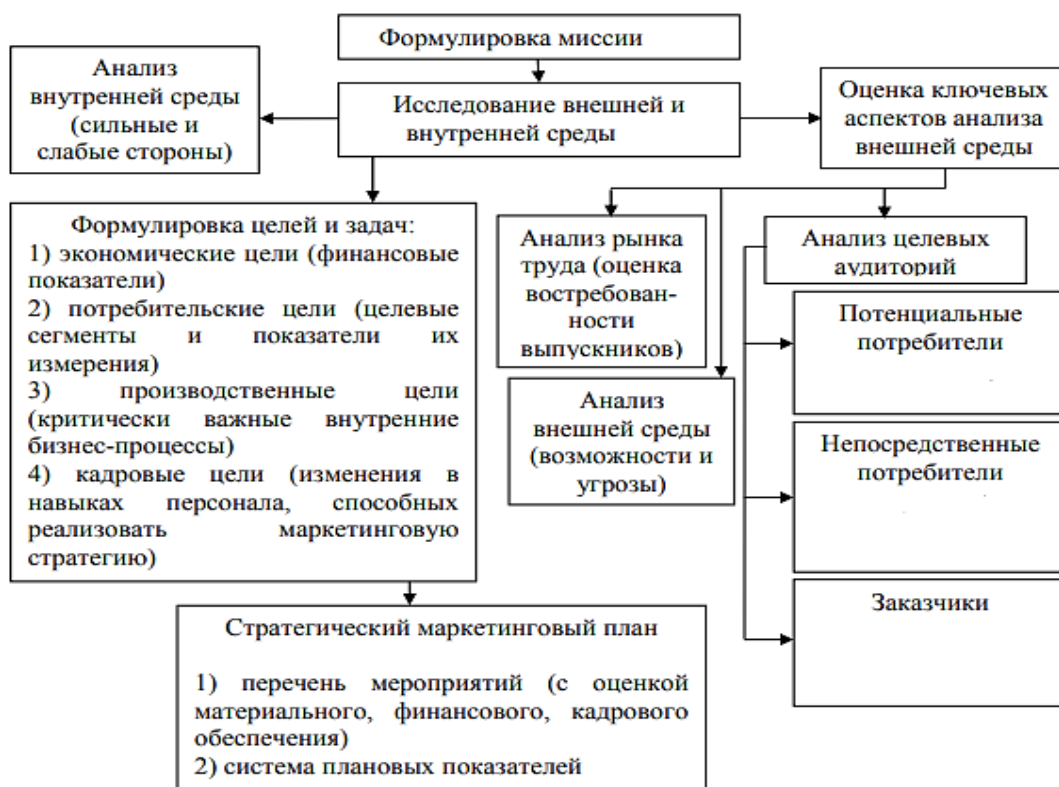 Формулировка миссии
Анализ
внутренней среды
(сильные и
слабые стороны)
Исследование внешней и
внутренней среды
Оценка ключевых
аспектов анализа
внешней среды
Формулировка целей и задач:
1) экономические цели (финансовые
показатели)
2) потребительские цели (целевые
сегменты и показатели их
измерения)
3) производственные цели
(критически важные внутренние
бизнес-процессы)
4) кадровые цели (изменения в
навыках персонала, способных
реализовать маркетинговую
стратегию)
Анализ рынка
труда (оценка
востребован-
ности
выпускников)
Анализ целевых
аудиторий
Анализ
внешней среды
(возможности и
угрозы)
Потенциальные
потребители
Непосредственные
потребители
Заказчики
Стратегический маркетинговый план
1) перечень мероприятий (с оценкой
материального, финансового, кадрового
обеспечения)
2) система плановых показателей